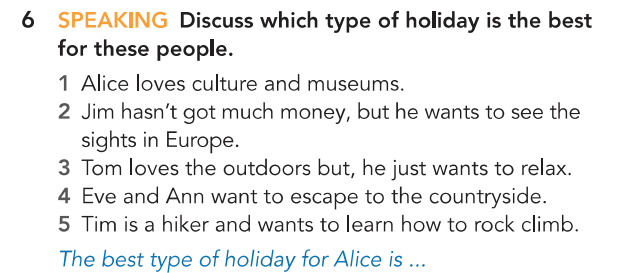 6 SPEAKING Discuss which type of holiday is the best
for these people.
1 Alice loves culture and museums.
2 Jim hasn't got much money, but he wants to see the
sights in Europe.
3 Tom loves the outdoors but, he just wants to relax.
4 Eve and Ann want to escape to the countryside.
5 Tim is a hiker and wants to learn how to rock climb.
The best type of holiday for Alice is ...